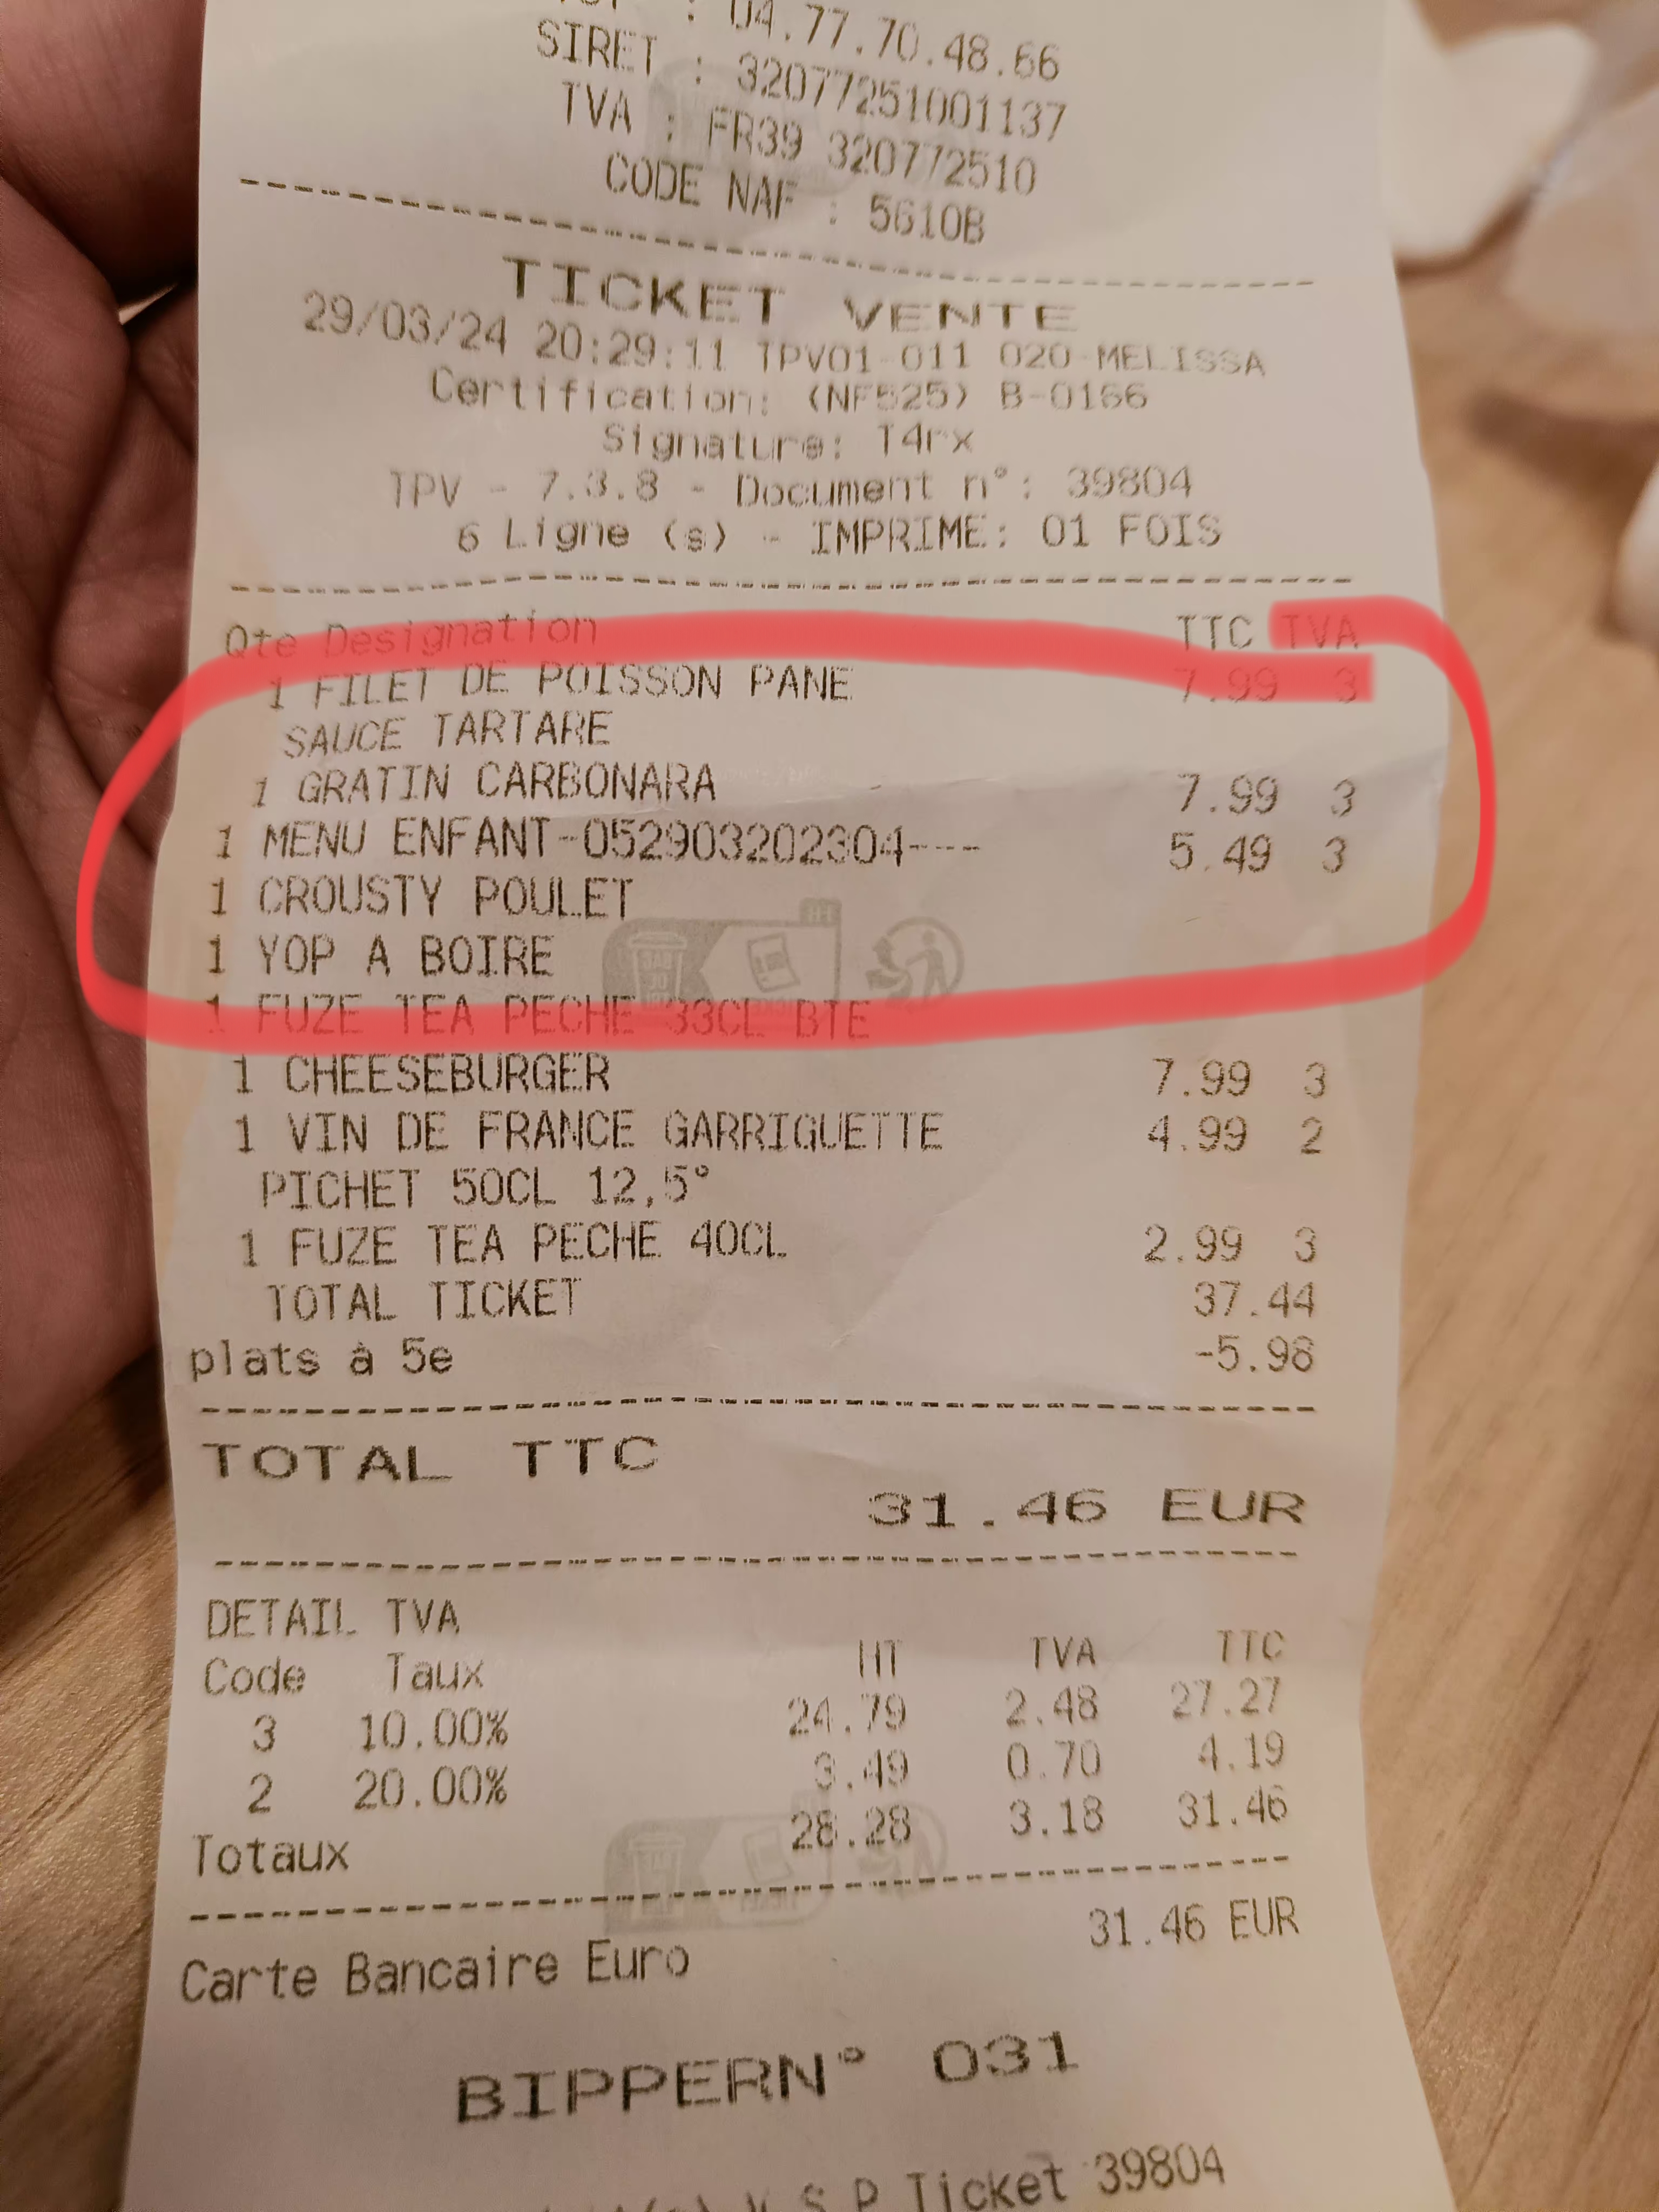 : 04.77.70.48.66
SIRET : 32077251001137
TVA : FR39 320772510
CODE NAF : 5610B
TICKET VENTE
29/03/24 20:29:11 TPV01-011 020-MELISSA
Certification: (NF525) B-0166
Signature: T4rx
TPV - 7.3.8 - Document n°: 39804
6 Ligne (s) - IMPRIME: 01 FOIS
Qte Designation TTC TVA
1 FILET DE POISSON PANE 7.99 3
SAUCE TARTARE
1 GRATIN CARBONARA 7.99 3
1 MENU ENFANT-052903202304--- 5.49 3
1 CROUSTY POULET
1 YOP A BOIRE
1 FUZE TEA PECHE 33CL BTE
1 CHEESEBURGER 7.99 3
1 VIN DE FRANCE GARRIGUETTE 4.99 2
PICHET 50CL 12,5°
1 FUZE TEA PECHE 40CL 2.99 3
TOTAL TICKET 37.44
plats à 5e -5.98
TOTAL TTC
31.46 EUR
DETAIL TVA
Code Taux HT TVA TTC
3 10.00% 24.79 2.48 27.27
2 20.00% 3.49 0.70 4.19
Totaux 28.28 3.18 31.46
Carte Bancaire Euro 31.46 EUR
BIPPERN° 031
Ticket 39804